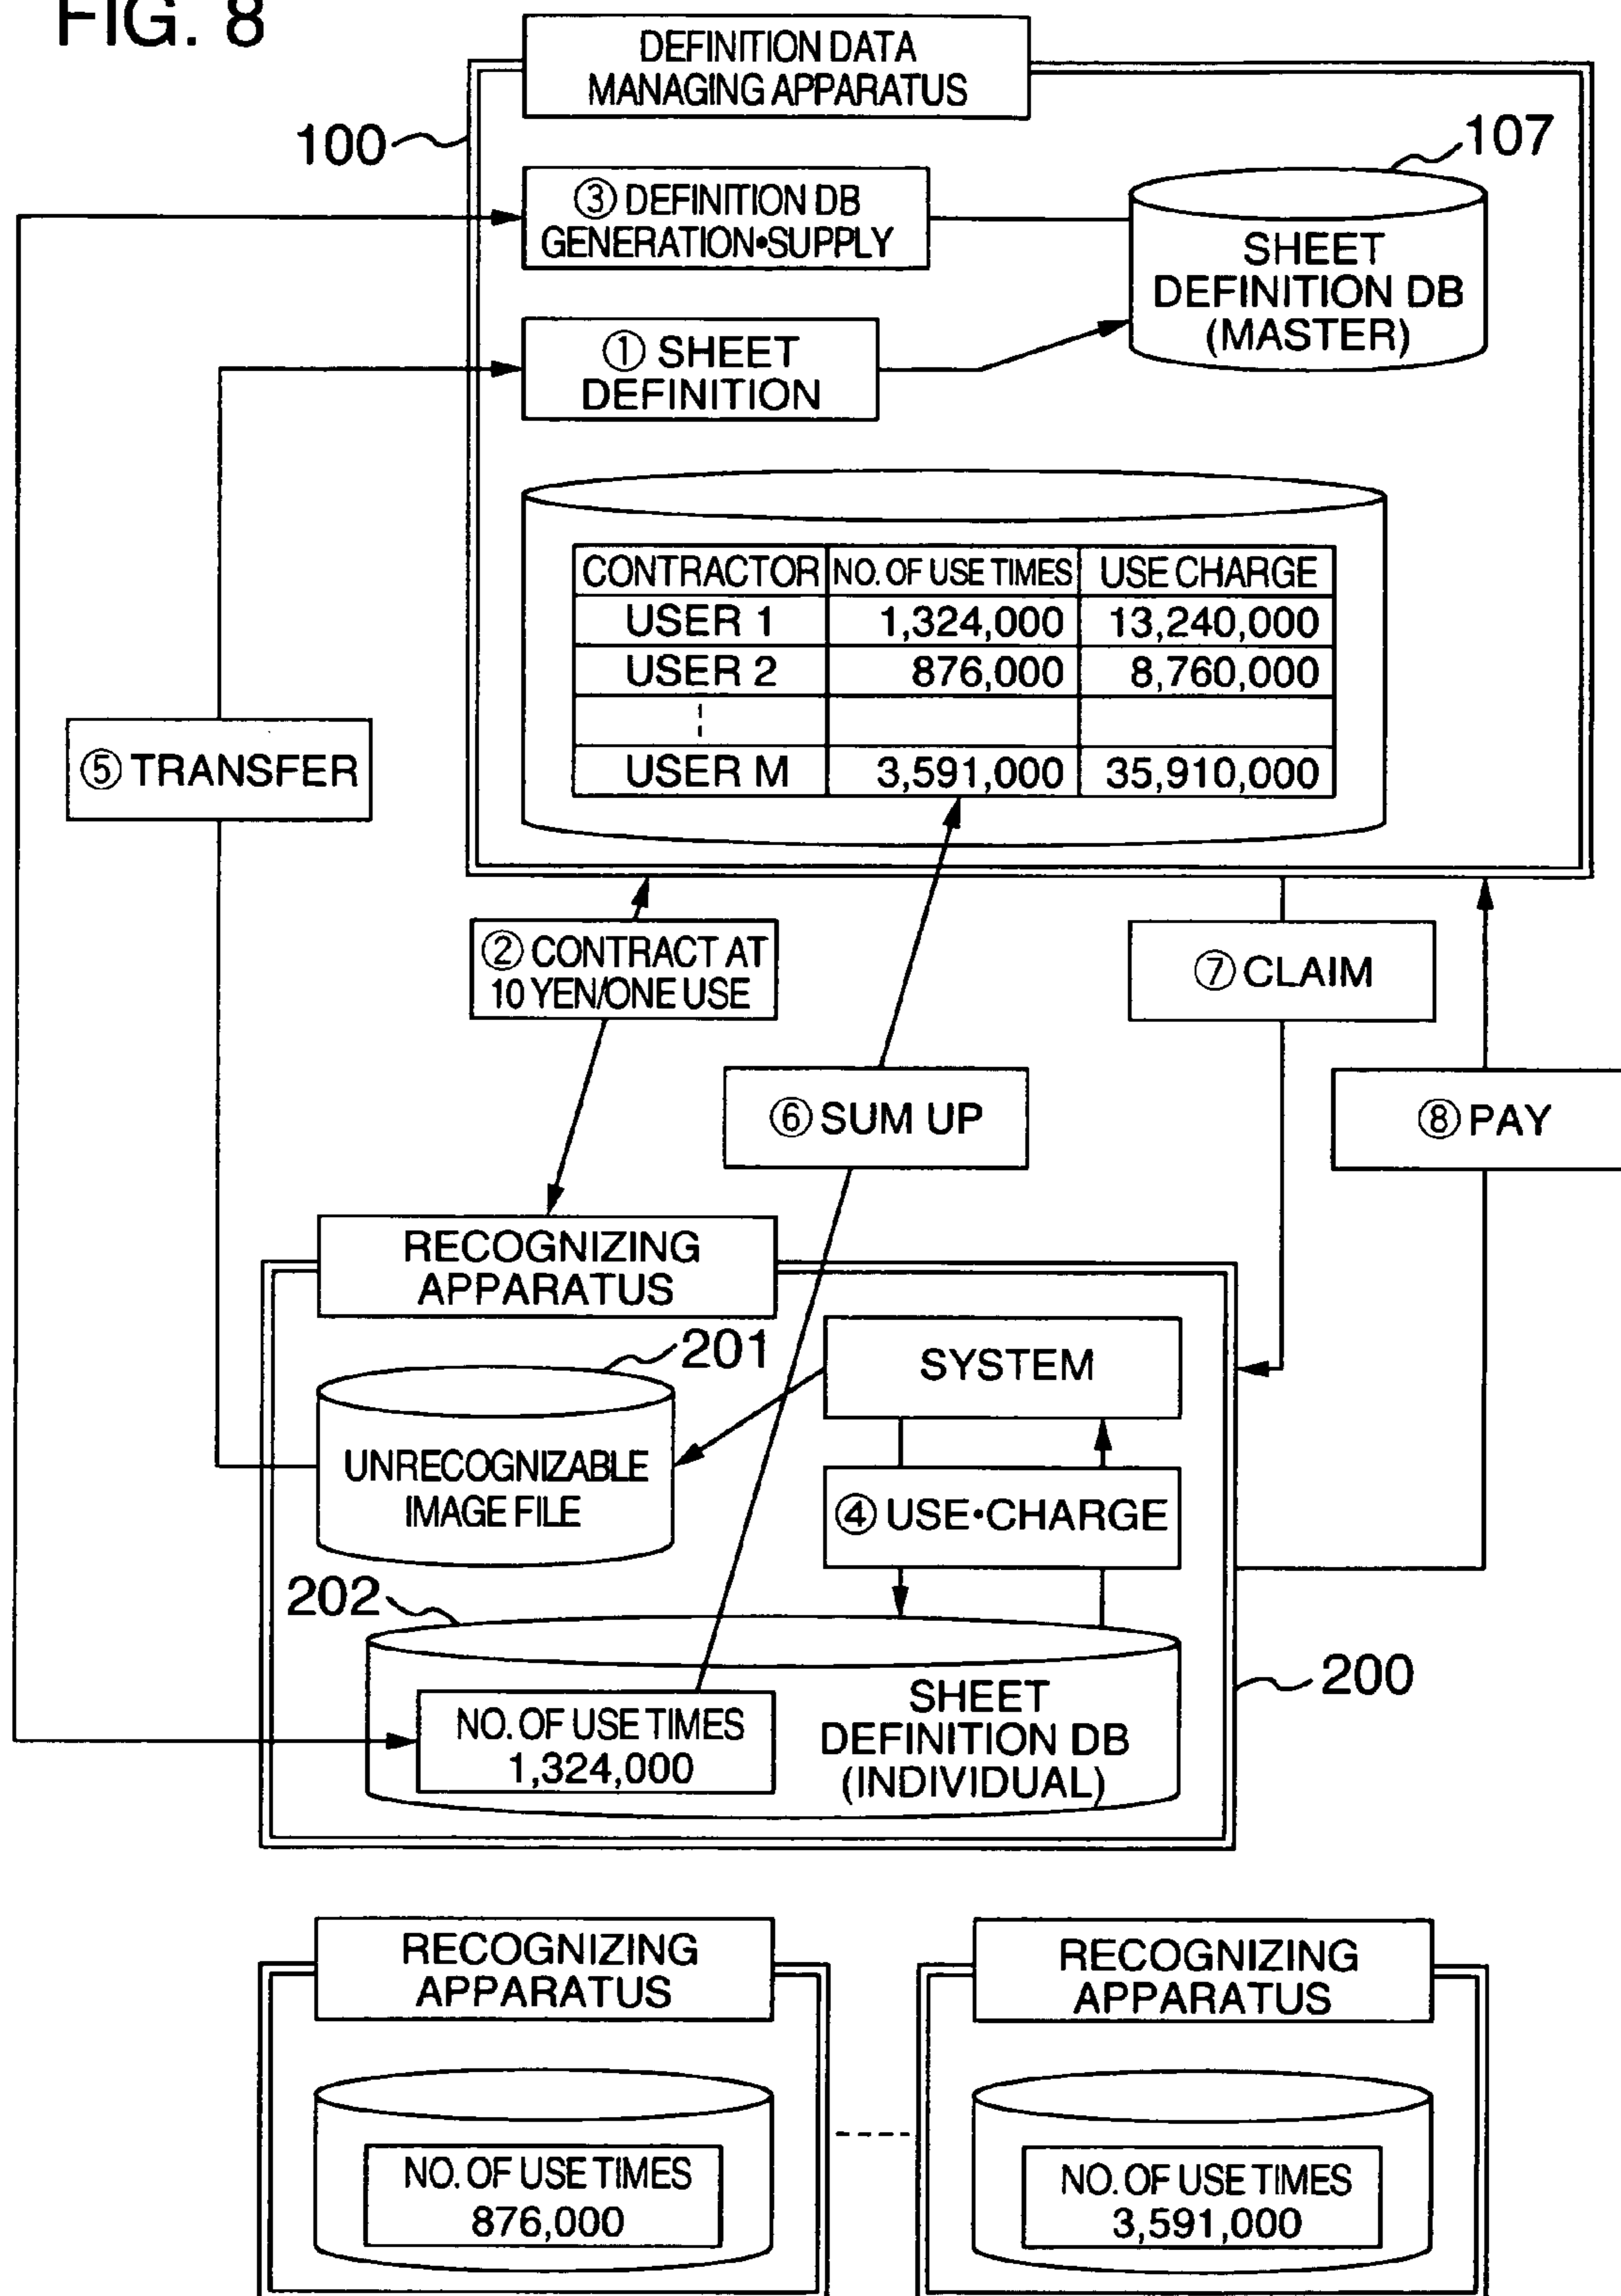 FIG. 8
DEFINITION DATA
MANAGING APPARATUS
100
107
③ DEFINITION DB
GENERATION•SUPPLY
SHEET
DEFINITION DB
(MASTER)
① SHEET
DEFINITION
CONTRACTOR NO. OF USE TIMES USE CHARGE
USER 1 1,324,000 13,240,000
USER 2 876,000 8,760,000
USER M 3,591,000 35,910,000
⑤ TRANSFER
② CONTRACT AT
10 YEN/ONE USE
⑦ CLAIM
⑥ SUM UP
⑧ PAY
RECOGNIZING
APPARATUS
201
SYSTEM
UNRECOGNIZABLE
IMAGE FILE
④ USE•CHARGE
202
200
NO. OF USE TIMES
1,324,000
SHEET
DEFINITION DB
(INDIVIDUAL)
RECOGNIZING
APPARATUS
NO. OF USE TIMES
876,000
RECOGNIZING
APPARATUS
NO. OF USE TIMES
3,591,000